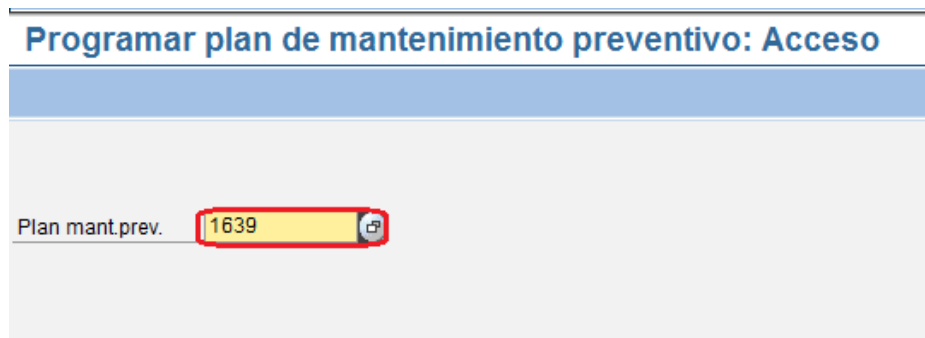 Programar plan de mantenimiento preventivo: Acceso
Plan mant.prev. 1639